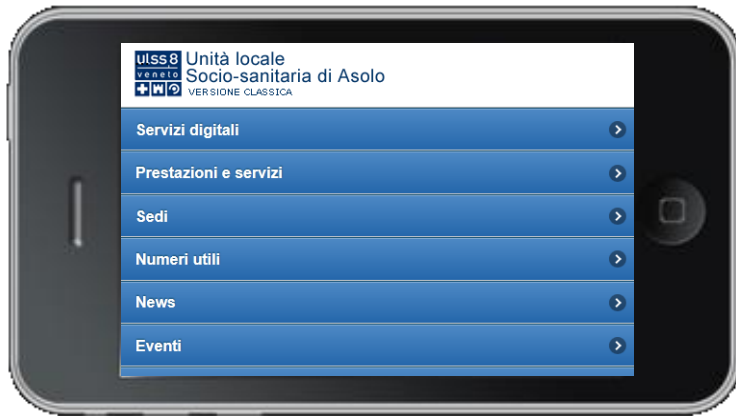 ulss8 Unità locale
veneto Socio-sanitaria di Asolo
VERSIONE CLASSICA
Servizi digitali
Prestazioni e servizi
Sedi
Numeri utili
News
Eventi